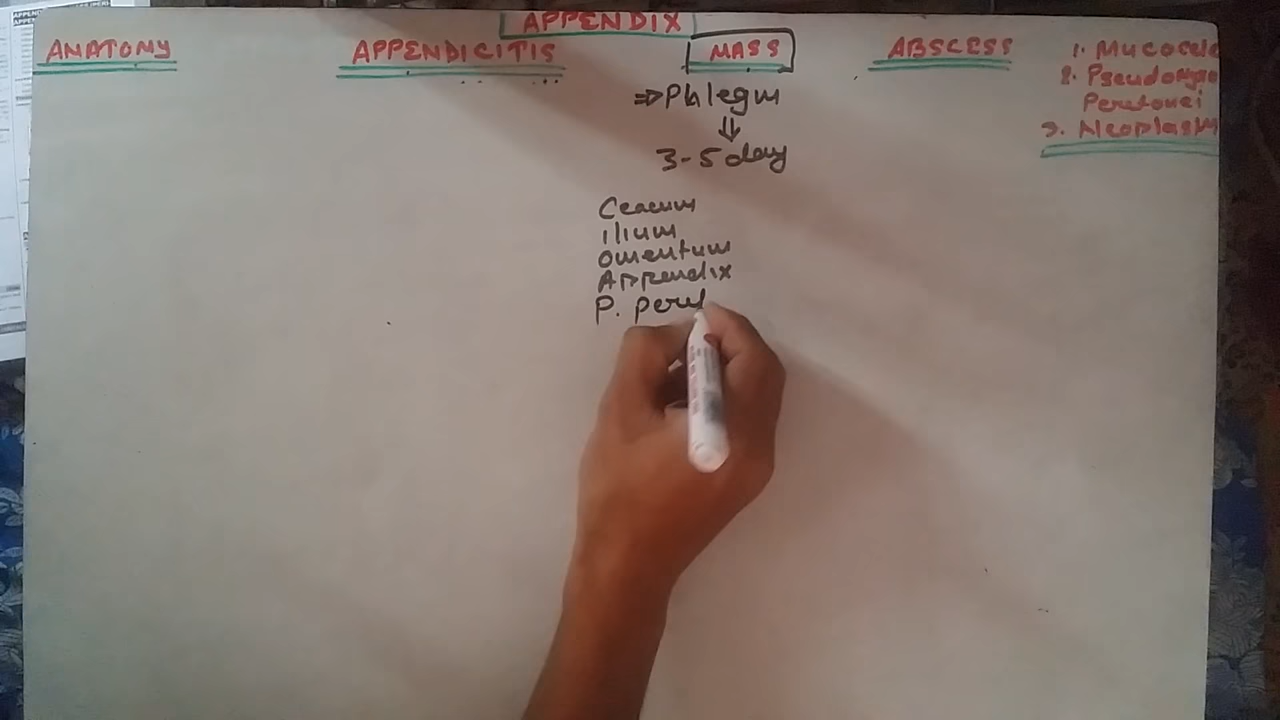 APPENDIX
ANATOMY
APPENDICITIS
MASS
ABSCESS
1. Mucocele
2. Pseudomyxo
Peretonei
3. Neoplasm
⇒ Phlegm
⇓
3-5 day
Ceacum
ilium
omentum
Appendix
P. perit